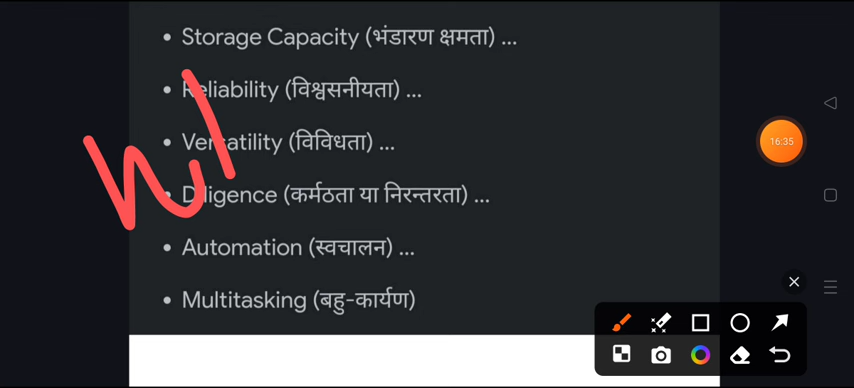 • Storage Capacity (भंडारण क्षमता) ...
• Reliability (विश्वसनीयता) ...
• Versatility (विविधता) ...
• Diligence (कर्मठता या निरन्तरता) ...
• Automation (स्वचालन) ...
• Multitasking (बहु-कार्यण)
16:35